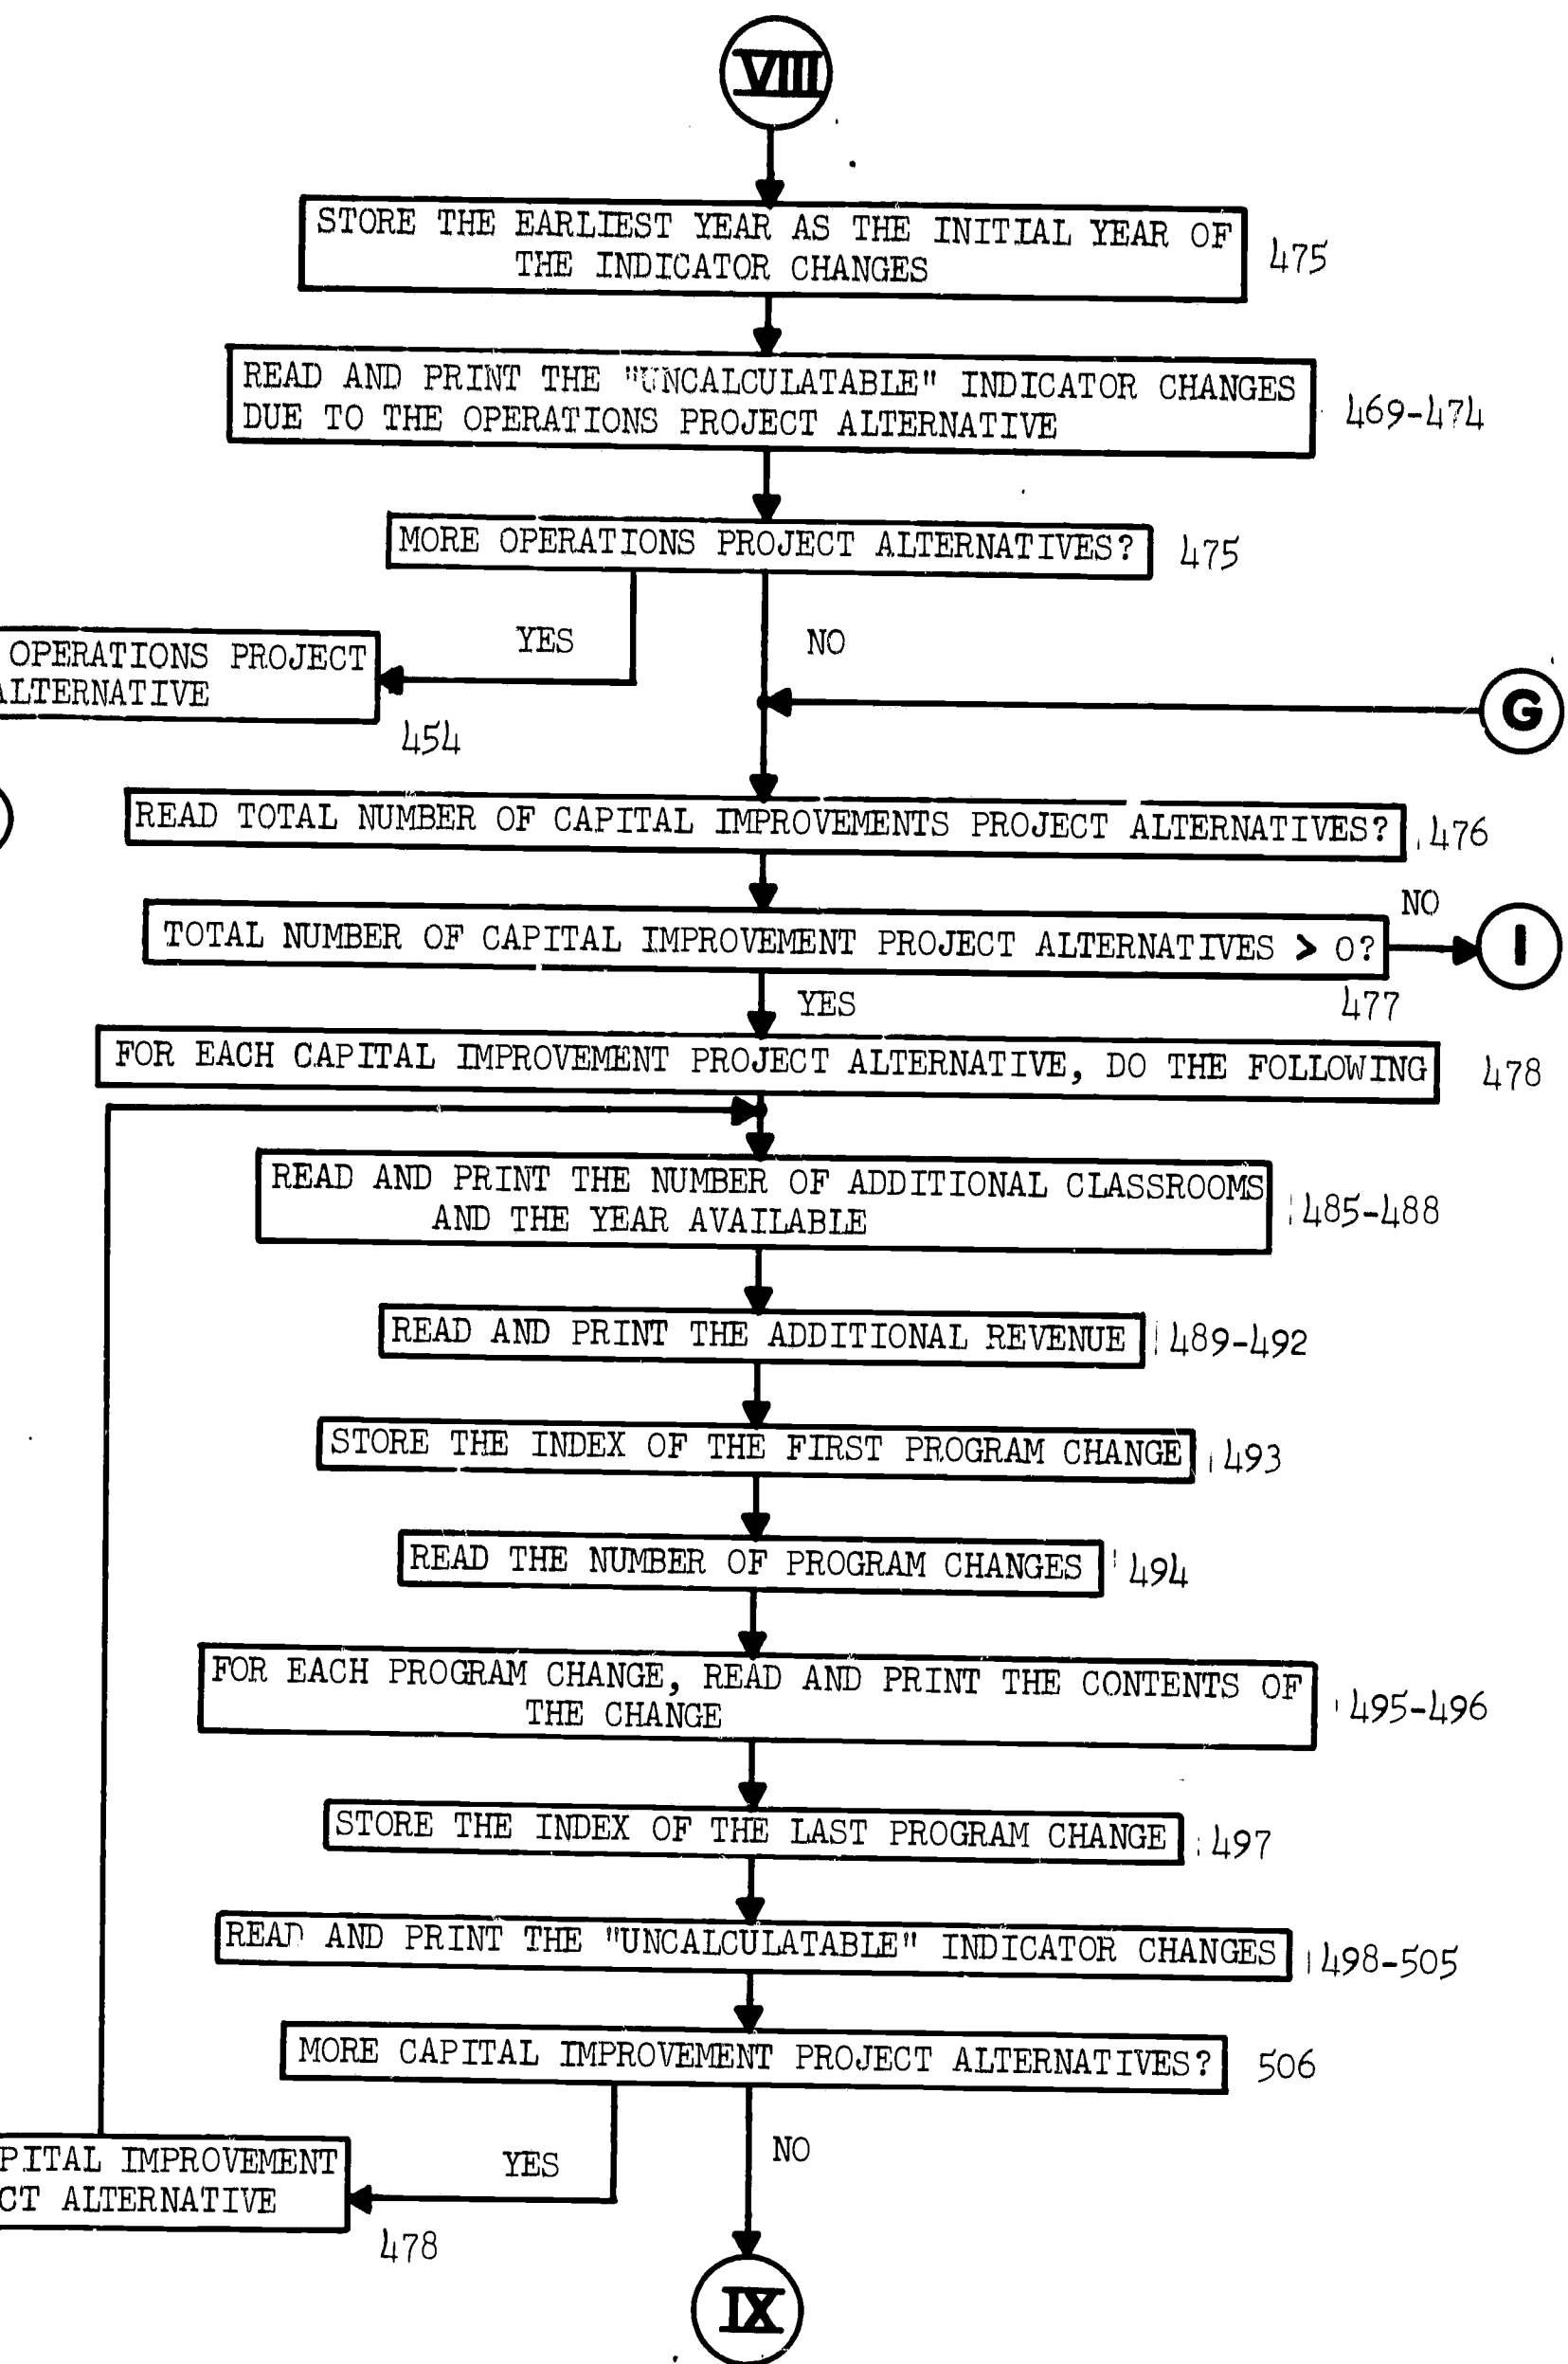 VIII
STORE THE EARLIEST YEAR AS THE INITIAL YEAR OF
THE INDICATOR CHANGES
475
READ AND PRINT THE "UNCALCULATABLE" INDICATOR CHANGES
DUE TO THE OPERATIONS PROJECT ALTERNATIVE
469-474
MORE OPERATIONS PROJECT ALTERNATIVES?
475
YES
NO
OPERATIONS PROJECT
ALTERNATIVE
454
G
READ TOTAL NUMBER OF CAPITAL IMPROVEMENTS PROJECT ALTERNATIVES?
476
TOTAL NUMBER OF CAPITAL IMPROVEMENT PROJECT ALTERNATIVES > 0?
NO
I
477
YES
FOR EACH CAPITAL IMPROVEMENT PROJECT ALTERNATIVE, DO THE FOLLOWING
478
READ AND PRINT THE NUMBER OF ADDITIONAL CLASSROOMS
AND THE YEAR AVAILABLE
485-488
READ AND PRINT THE ADDITIONAL REVENUE
489-492
STORE THE INDEX OF THE FIRST PROGRAM CHANGE
493
READ THE NUMBER OF PROGRAM CHANGES
494
FOR EACH PROGRAM CHANGE, READ AND PRINT THE CONTENTS OF
THE CHANGE
495-496
STORE THE INDEX OF THE LAST PROGRAM CHANGE
497
READ AND PRINT THE "UNCALCULATABLE" INDICATOR CHANGES
498-505
MORE CAPITAL IMPROVEMENT PROJECT ALTERNATIVES?
506
YES
NO
PITAL IMPROVEMENT
CT ALTERNATIVE
478
IX